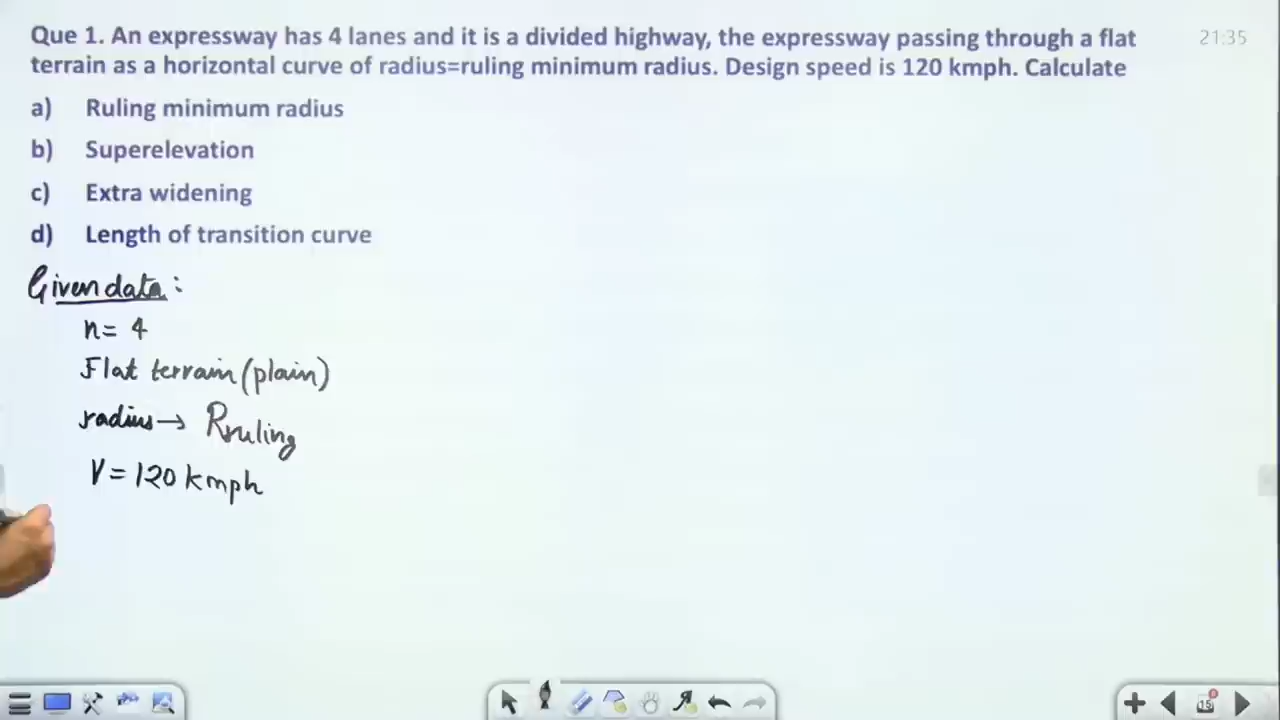 Que 1. An expressway has 4 lanes and it is a divided highway, the expressway passing through a flat
terrain as a horizontal curve of radius=ruling minimum radius. Design speed is 120 kmph. Calculate
21:35
a) Ruling minimum radius
b) Superelevation
c) Extra widening
d) Length of transition curve
Given data :
n = 4
Flat terrain (plain)
radius → Rruling
V = 120 kmph
15